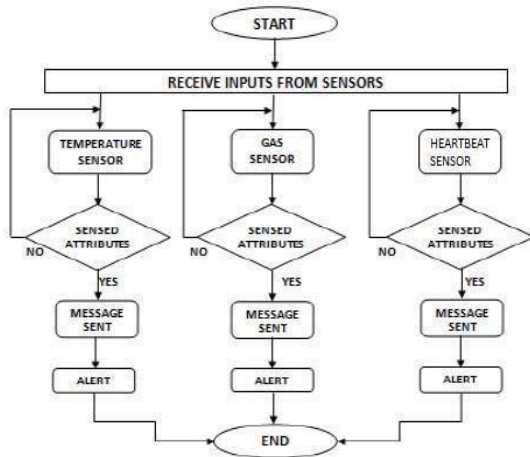 START
RECEIVE INPUTS FROM SENSORS
TEMPERATURE
SENSOR
GAS
SENSOR
HEARTBEAT
SENSOR
SENSED
ATTRIBUTES
NO
YES
SENSED
ATTRIBUTES
NO
YES
SENSED
ATTRIBUTES
NO
YES
MESSAGE
SENT
MESSAGE
SENT
MESSAGE
SENT
ALERT
ALERT
ALERT
END